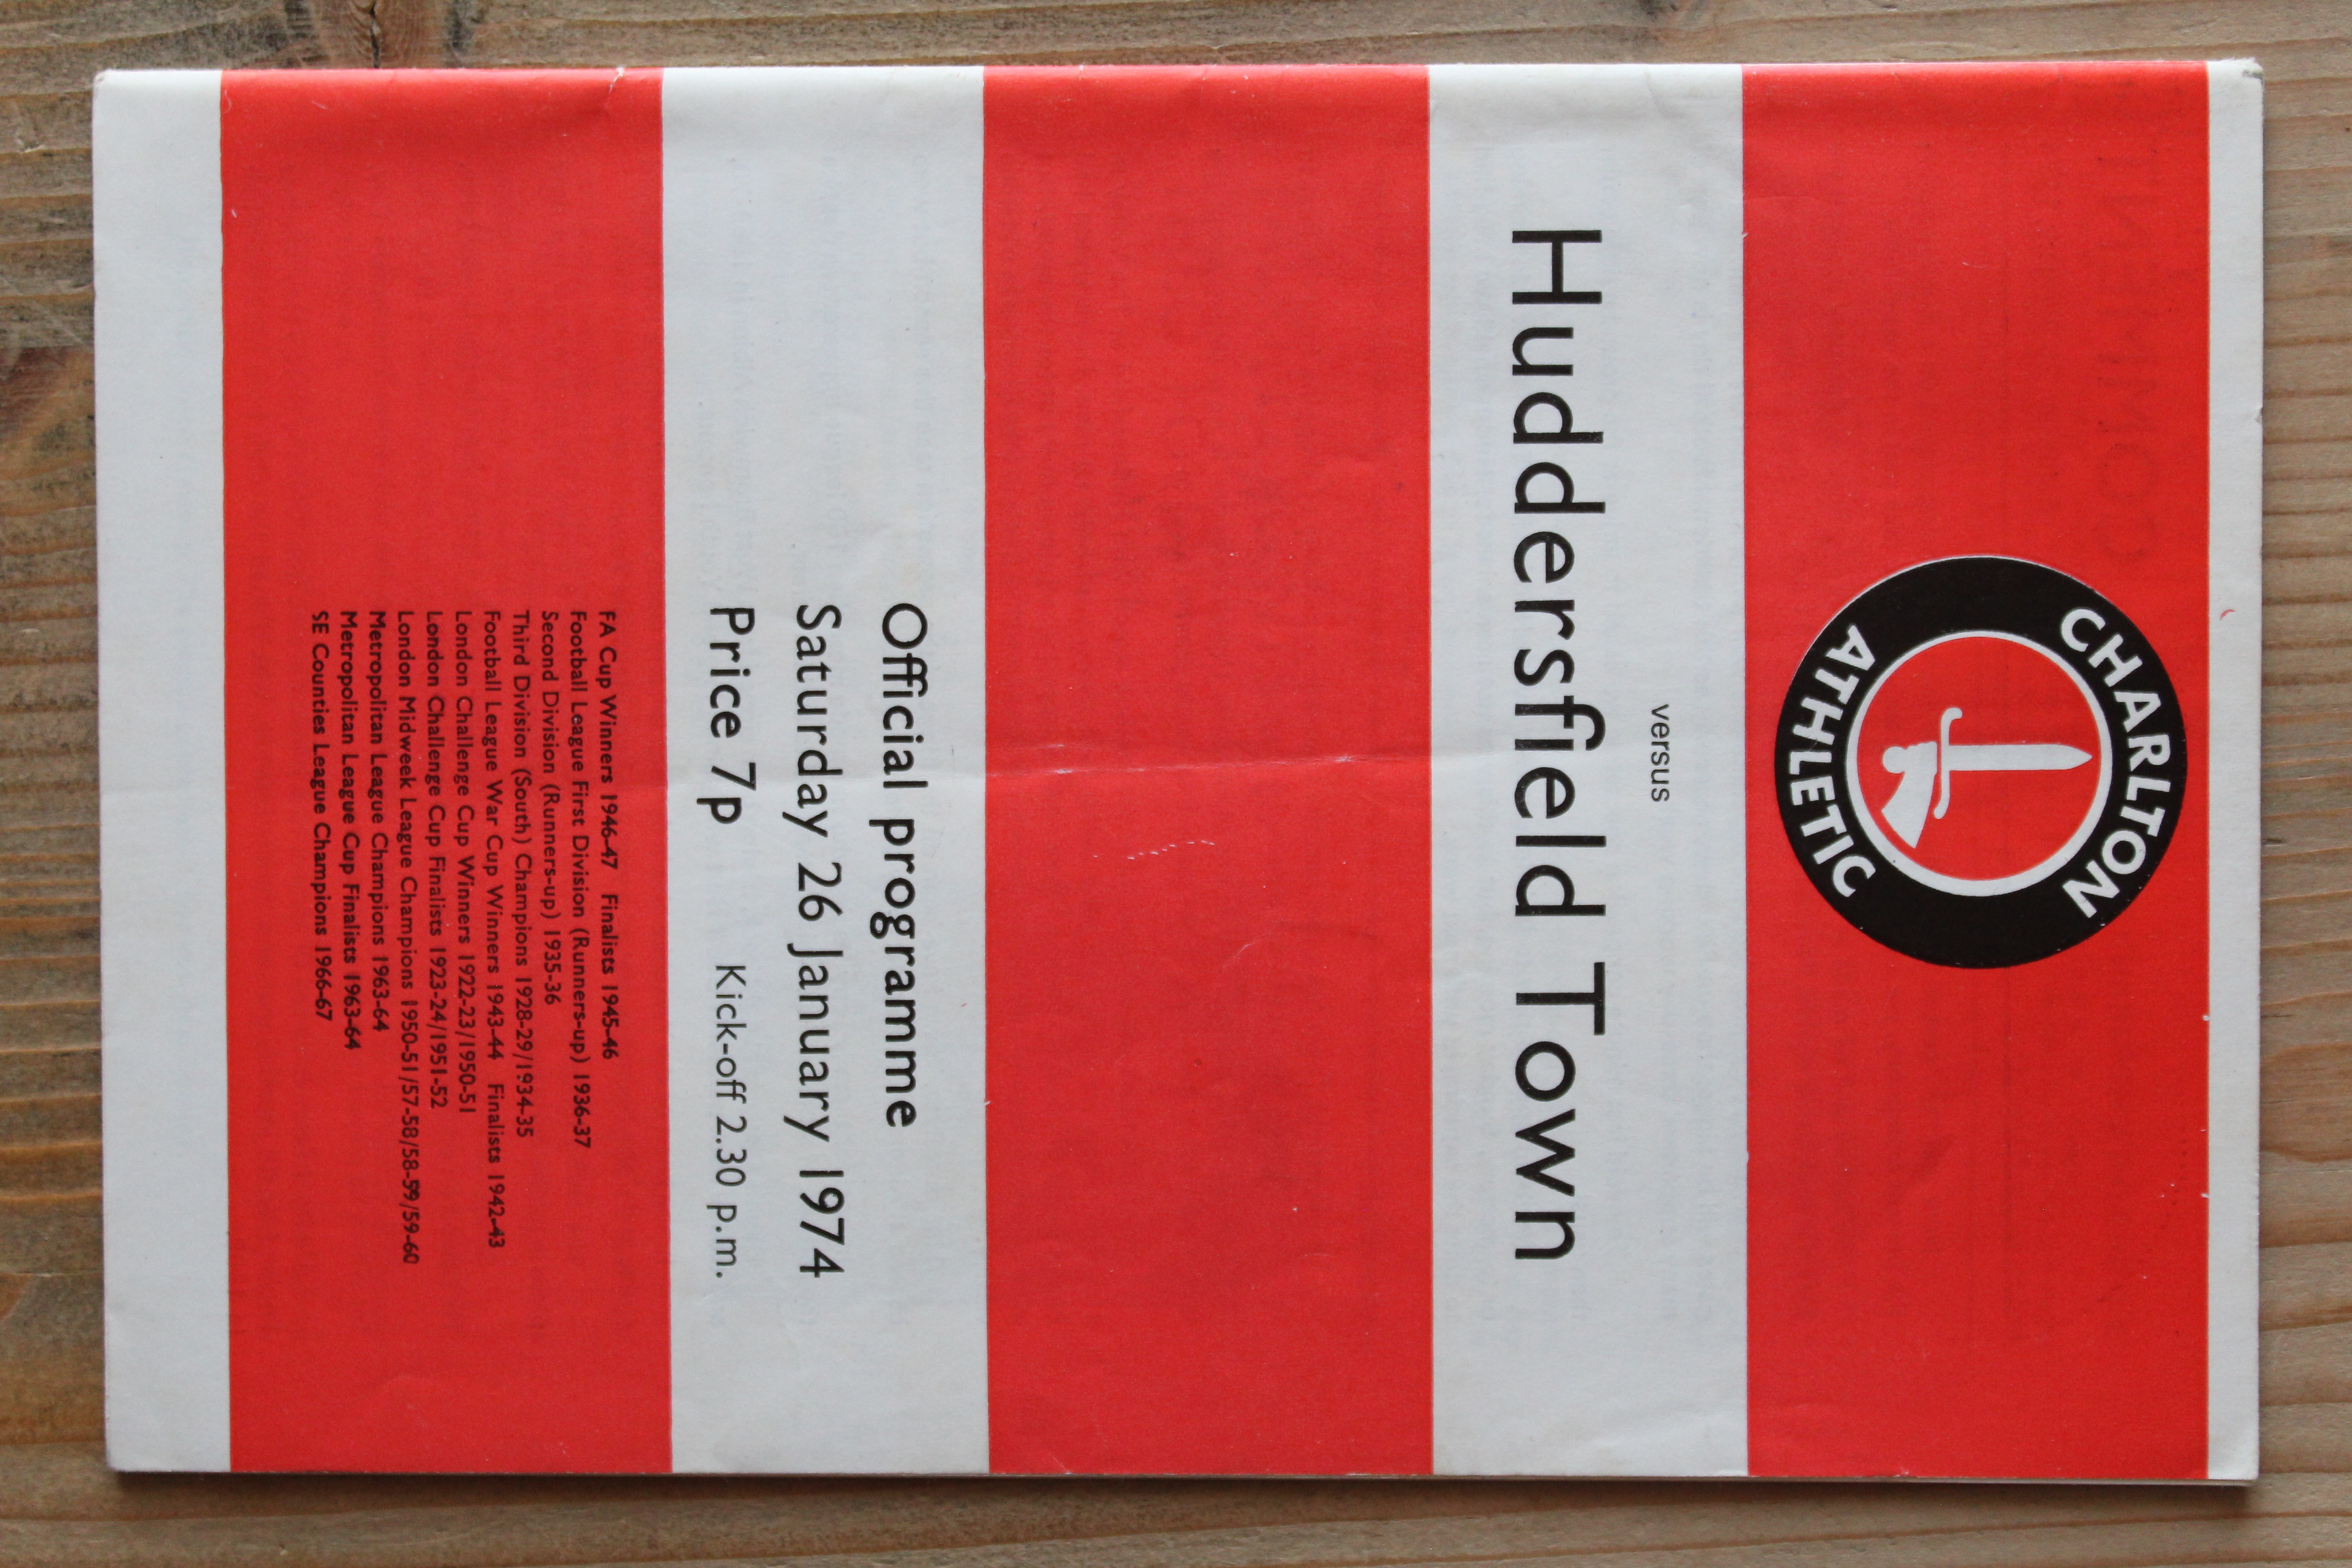 CHARLTON
ATHLETIC
versus
Huddersfield Town
Official programme
Saturday 26 January 1974
Price 7p Kick-off 2.30 p.m.
FA Cup Winners 1946-47 Finalists 1945-46
Football League First Division (Runners-up) 1936-37
Second Division (Runners-up) 1935-36
Third Division (South) Champions 1928-29/1934-35
Football League War Cup Winners 1943-44 Finalists 1942-43
London Challenge Cup Winners 1922-23/1950-51
London Challenge Cup Finalists 1923-24/1951-52
London Midweek League Champions 1950-51/57-58/58-59/59-60
Metropolitan League Champions 1963-64
Metropolitan League Cup Finalists 1963-64
SE Counties League Champions 1966-67